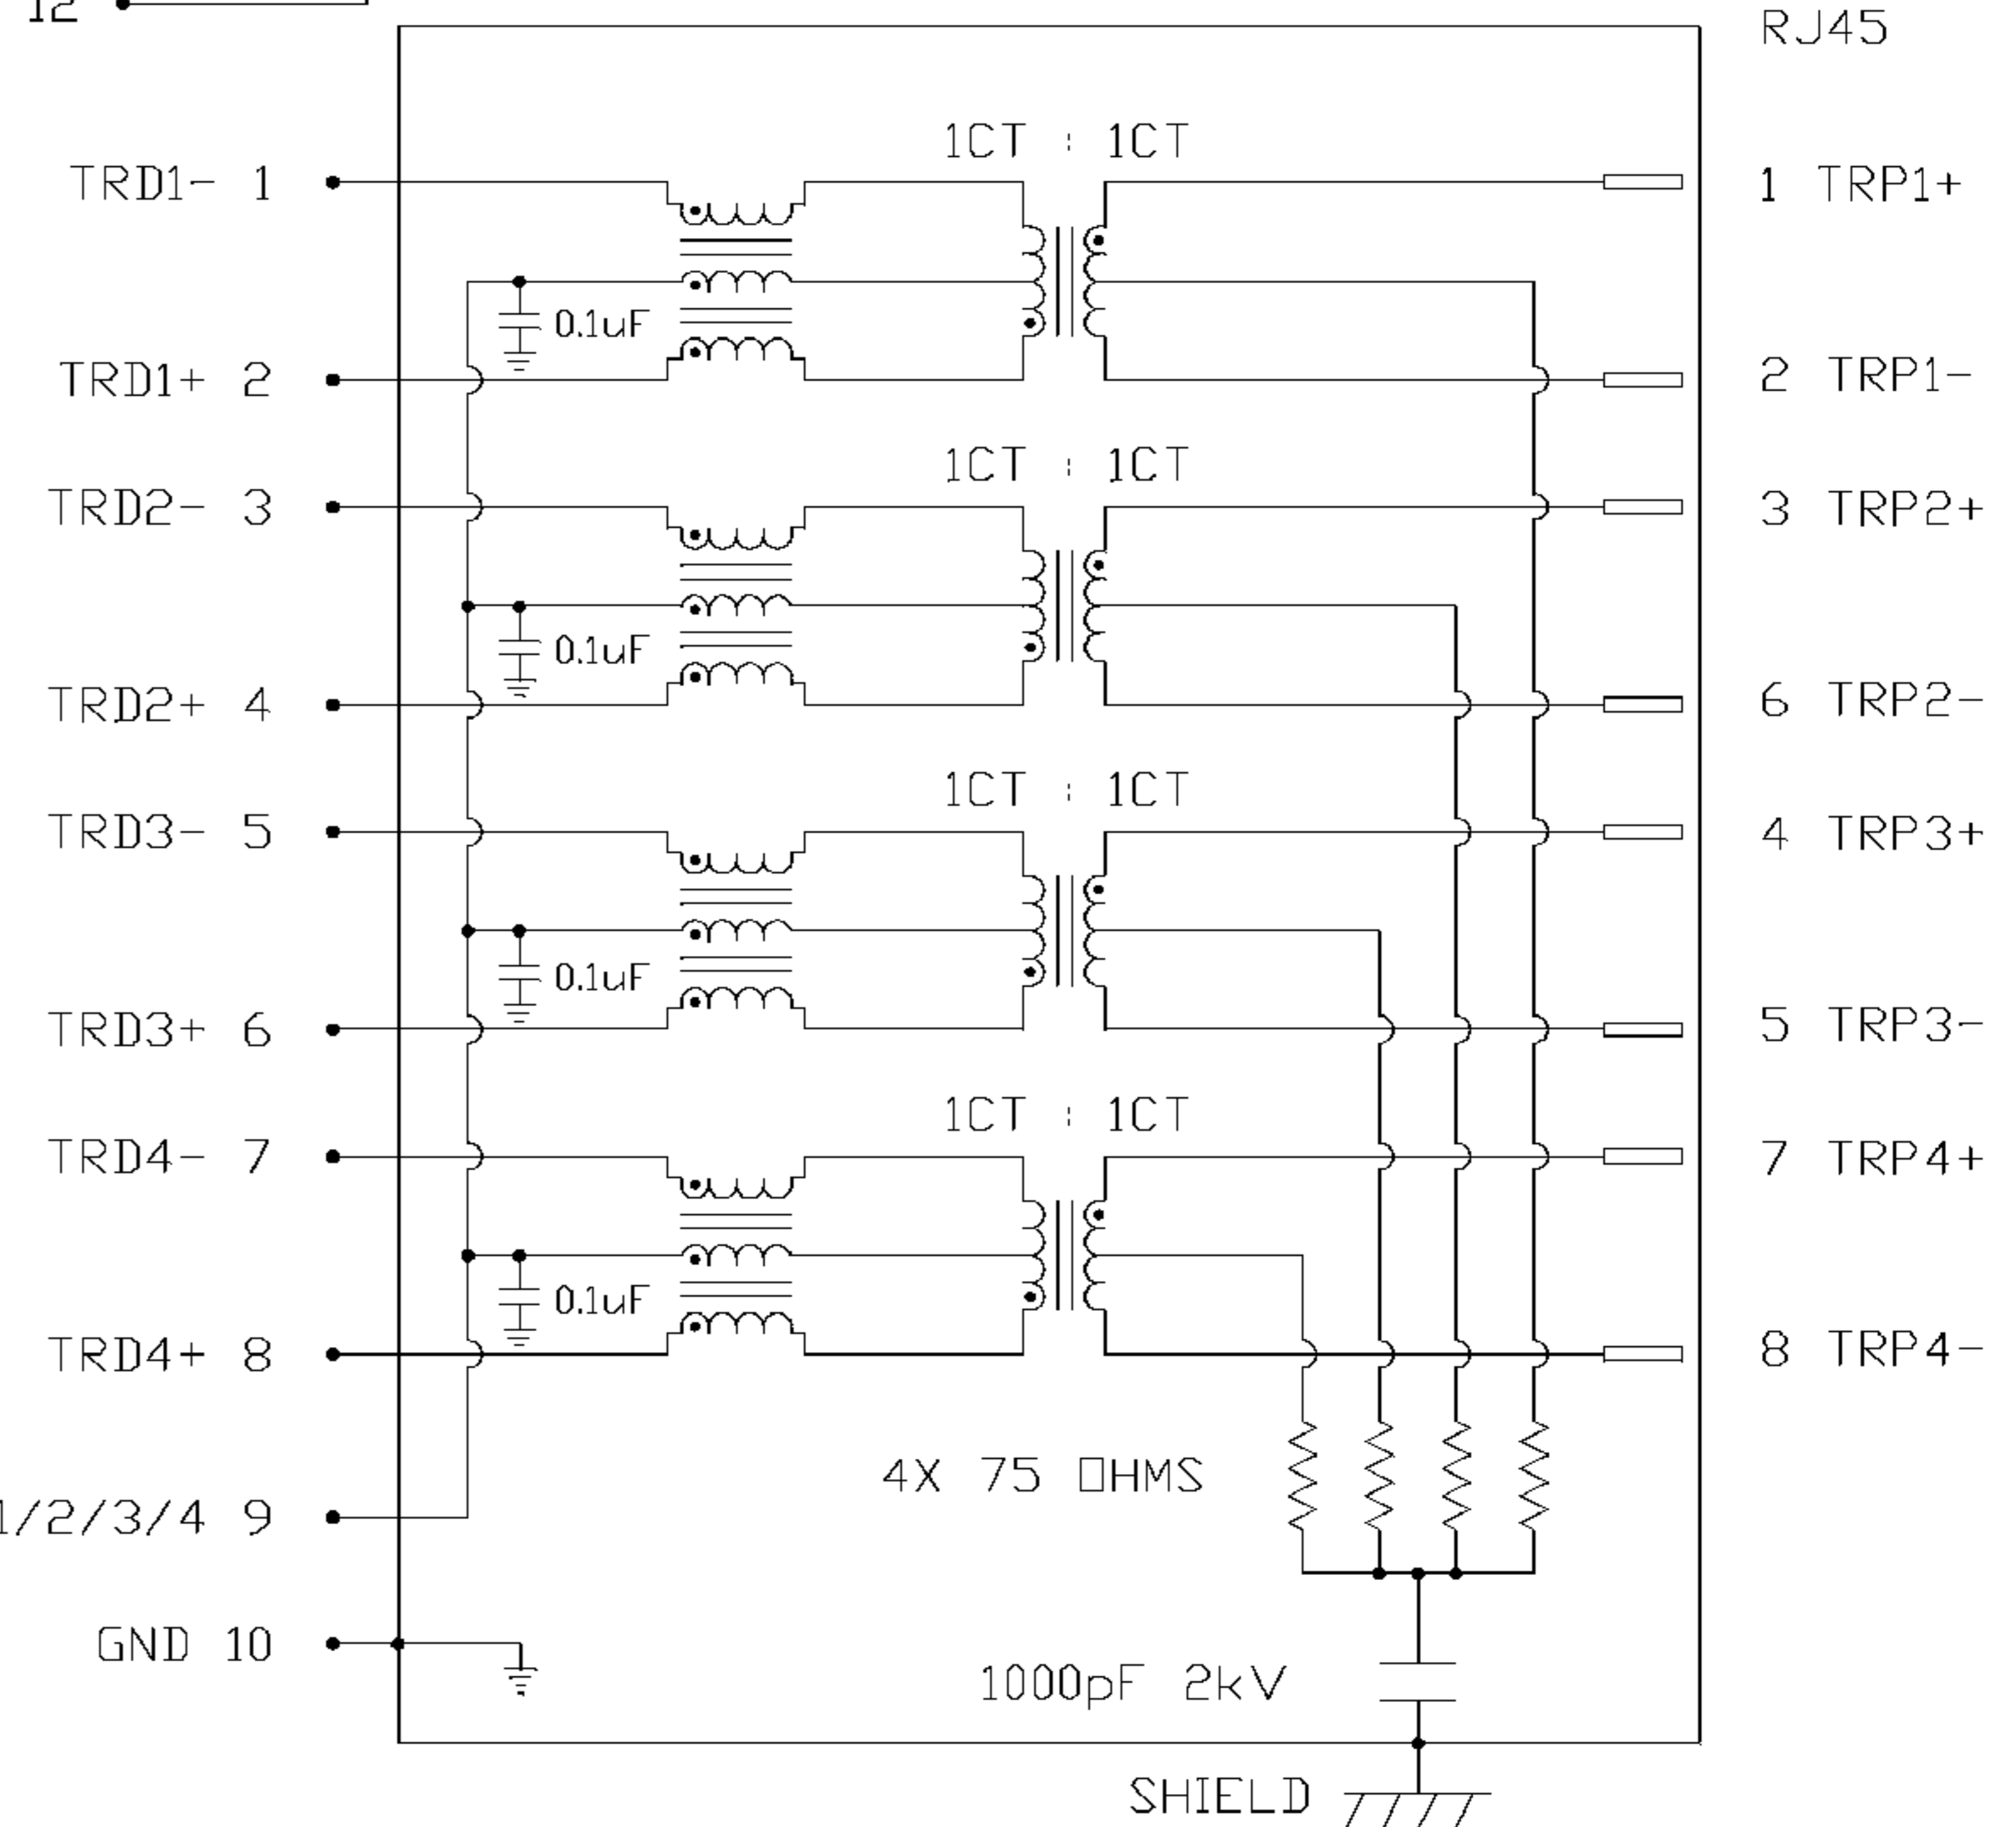 12
RJ45
1CT : 1CT
TRD1- 1
1 TRP1+
0.1uF
TRD1+ 2
2 TRP1-
1CT : 1CT
TRD2- 3
3 TRP2+
0.1uF
TRD2+ 4
6 TRP2-
1CT : 1CT
TRD3- 5
4 TRP3+
0.1uF
TRD3+ 6
5 TRP3-
1CT : 1CT
TRD4- 7
7 TRP4+
0.1uF
TRD4+ 8
8 TRP4-
4X 75 OHMS
1/2/3/4 9
GND 10
1000pF 2kV
SHIELD